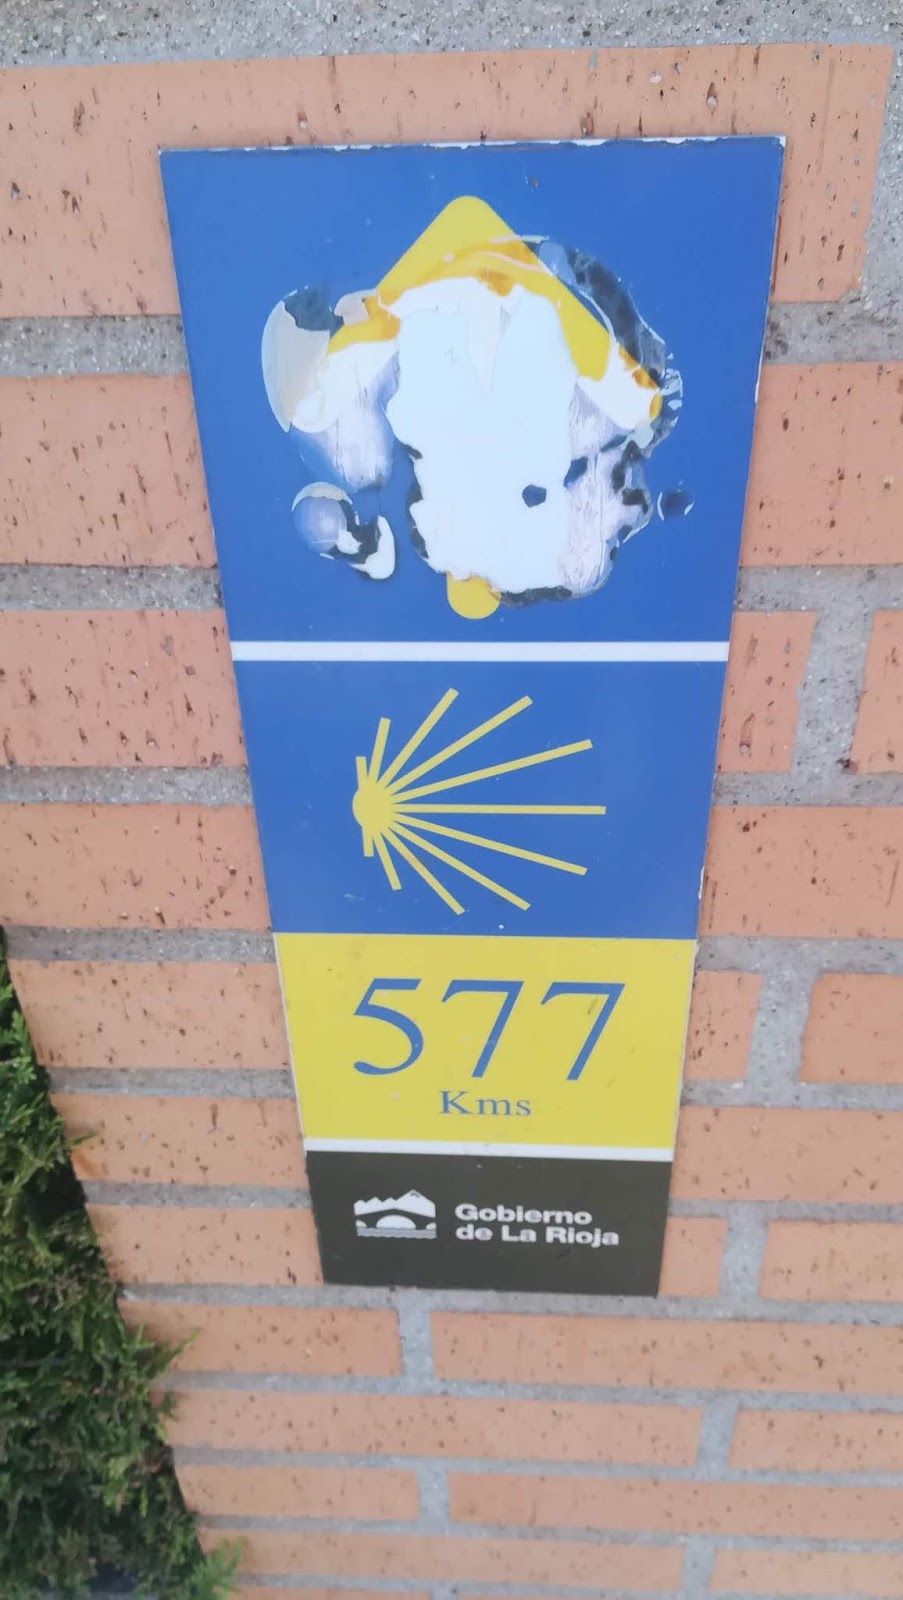 577
Kms
Gobierno
de La Rioja